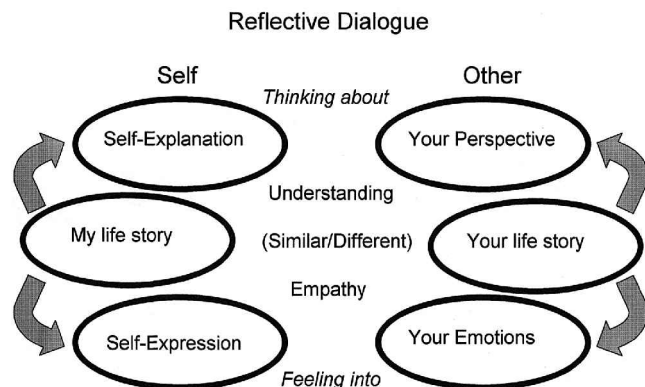 Reflective Dialogue
Self
Other
Thinking about
Self-Explanation
Your Perspective
Understanding
My life story
(Similar/Different)
Your life story
Empathy
Self-Expression
Your Emotions
Feeling into